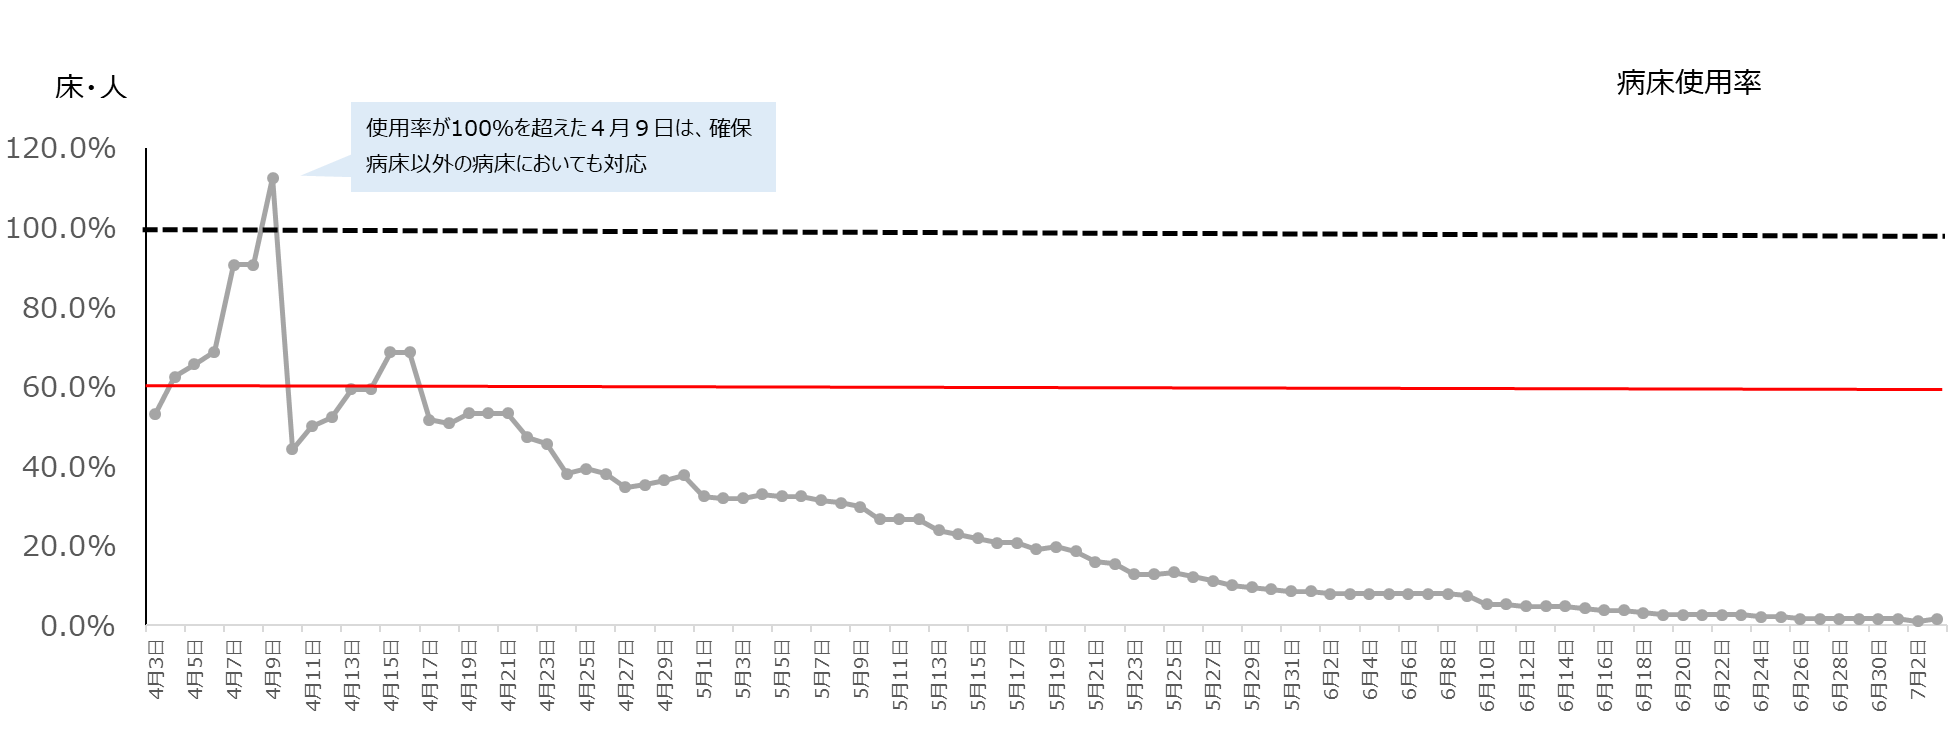 床・人
病床使用率
使用率が100%を超えた４月９日は、確保
病床以外の病床においても対応
120.0%
100.0%
80.0%
60.0%
40.0%
20.0%
0.0%
4月3日
4月5日
4月7日
4月9日
4月11日
4月13日
4月15日
4月17日
4月19日
4月21日
4月23日
4月25日
4月27日
4月29日
5月1日
5月3日
5月5日
5月7日
5月9日
5月11日
5月13日
5月15日
5月17日
5月19日
5月21日
5月23日
5月25日
5月27日
5月29日
5月31日
6月2日
6月4日
6月6日
6月8日
6月10日
6月12日
6月14日
6月16日
6月18日
6月20日
6月22日
6月24日
6月26日
6月28日
6月30日
7月2日